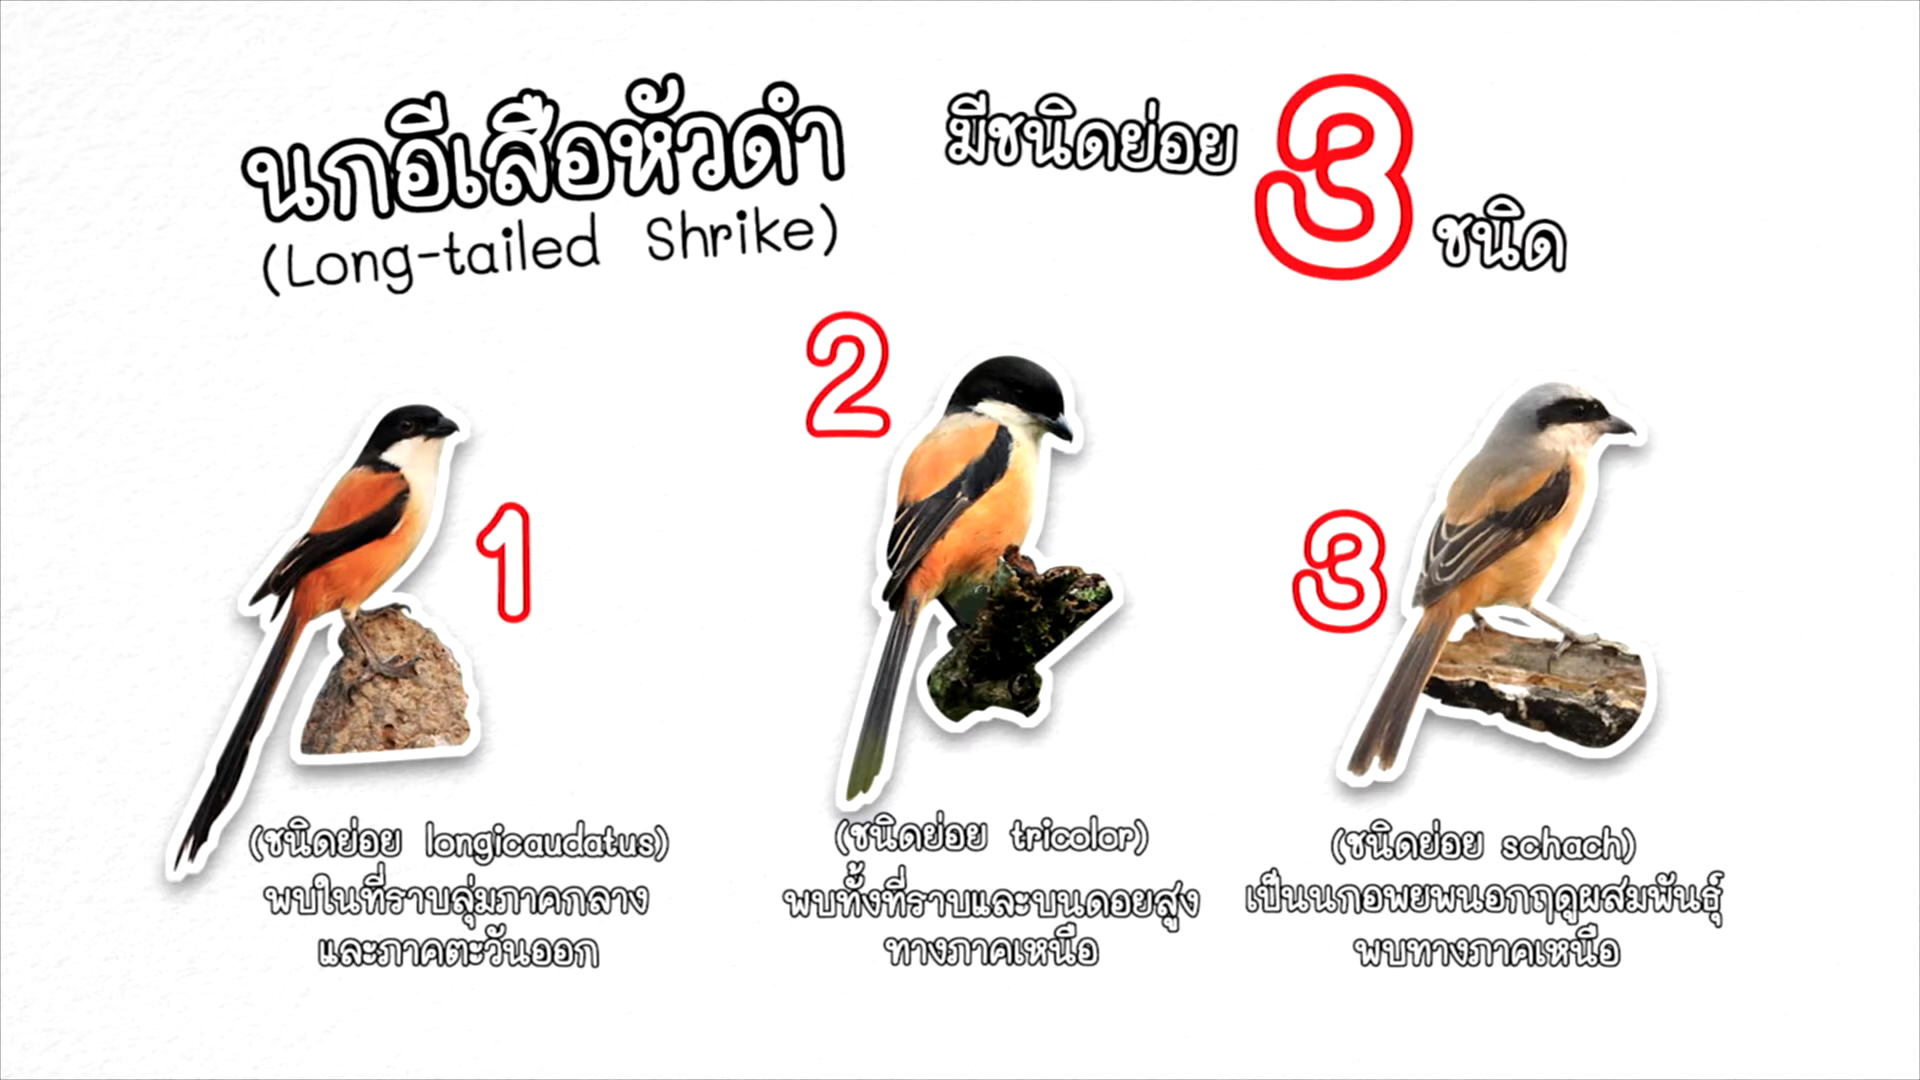 นกอีเสือหัวดำ
(Long-tailed Shrike)
มีชนิดย่อย 3 ชนิด
1
(ชนิดย่อย longicaudatus)
พบในที่ราบลุ่มภาคกลาง
และภาคตะวันออก
2
(ชนิดย่อย tricolor)
พบทั้งที่ราบและบนดอยสูง
ทางภาคเหนือ
3
(ชนิดย่อย schach)
เป็นนกอพยพนอกฤดูผสมพันธุ์
พบทางภาคเหนือ